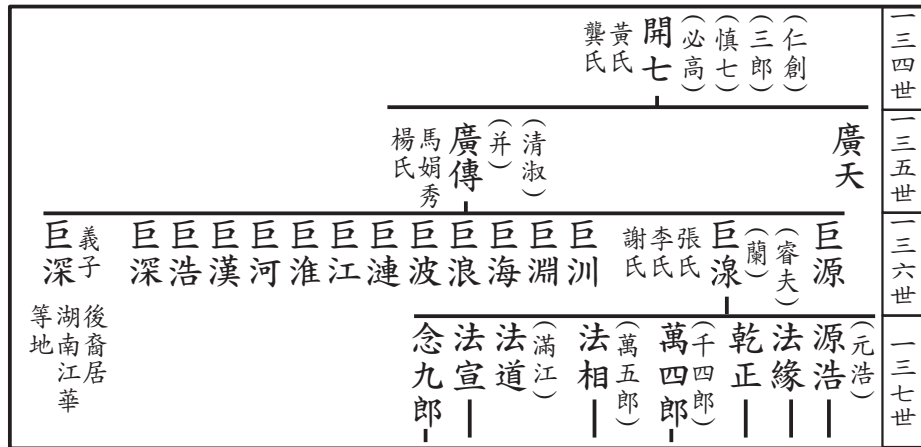 一三四世
（仁創）
（三郎）
（慎七）
（必高）
開七
黃氏
龔氏
一三五世
廣天
（清淑）
（并）
廣傳
馬娟秀
楊氏
一三六世
巨源
（睿夫）
（蘭）
巨湶
張氏
李氏
謝氏
巨汌
巨淵
巨海
巨浪
巨波
巨漣
巨江
巨淮
巨河
巨漢
巨浩
巨深
義子
巨深
後裔居
湖南江華
等地
一三七世
（元浩）
源浩
法緣
乾正
（千四郎）
萬四郎
（萬五郎）
法相
（滿江）
法道
法宣
念九郎